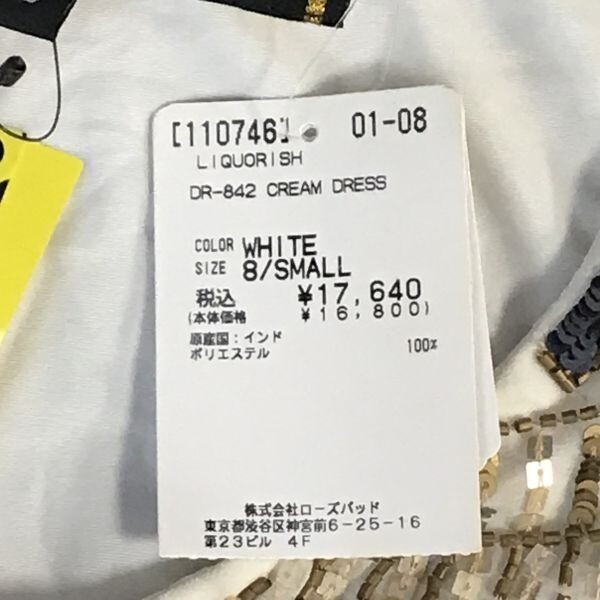 [110746] 01-08
LIQUORISH
DR-842 CREAM DRESS
COLOR WHITE
SIZE 8/SMALL
税込 ¥17,640
(本体価格 ¥16,800)
原産国：インド
ポリエステル 100%
株式会社ローズバッド
東京都渋谷区神宮前6-25-16
第23ビル 4F